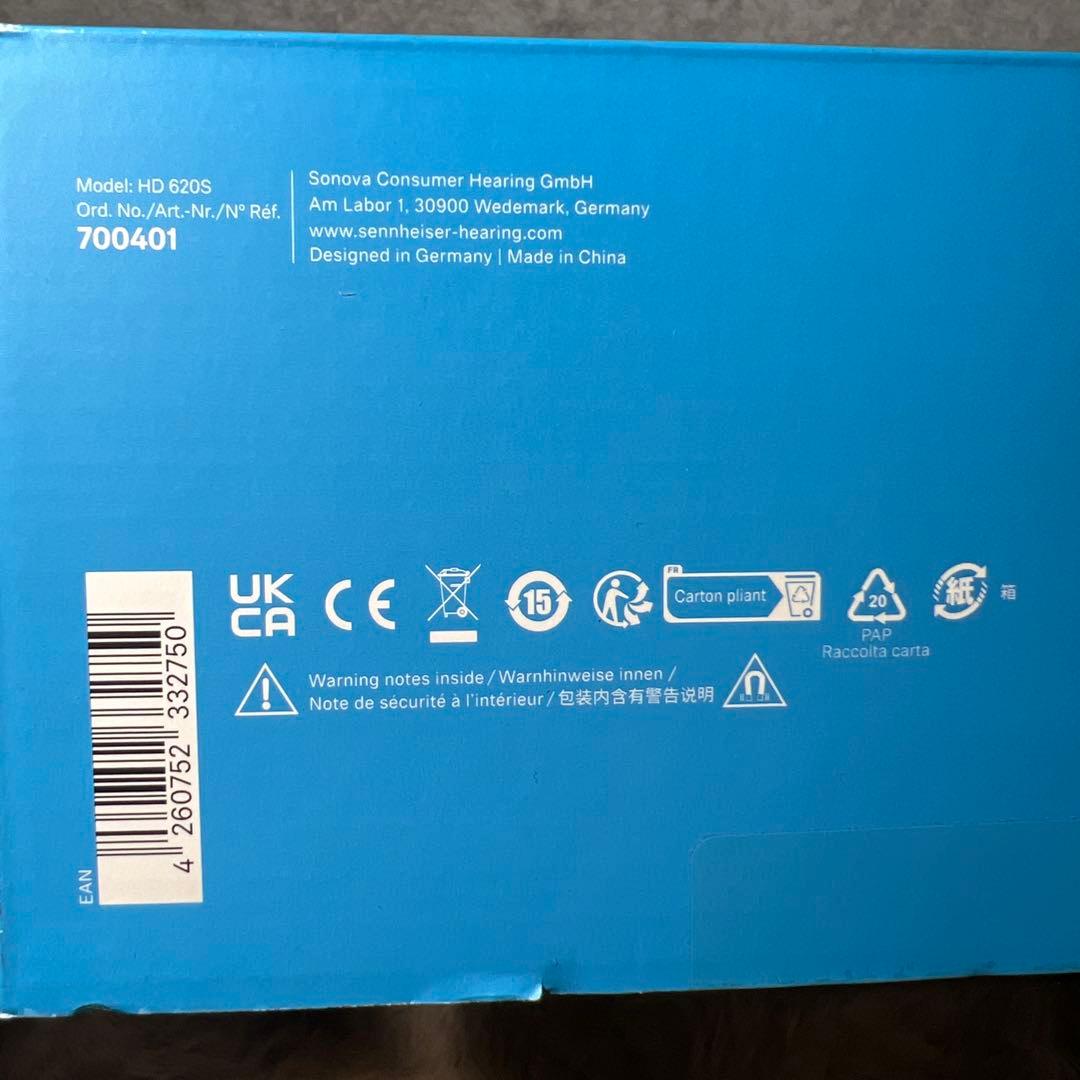 Model: HD 620S
Ord. No./Art.-Nr./N° Réf.
700401
Sonova Consumer Hearing GmbH
Am Labor 1, 30900 Wedemark, Germany
www.sennheiser-hearing.com
Designed in Germany | Made in China
UK
CA
CE
15
FR
Carton pliant
20
PAP
Raccolta carta
紙
箱
Warning notes inside / Warnhinweise innen /
Note de sécurité à l'intérieur / 包装内含有警告说明
EAN
4 260752 332750